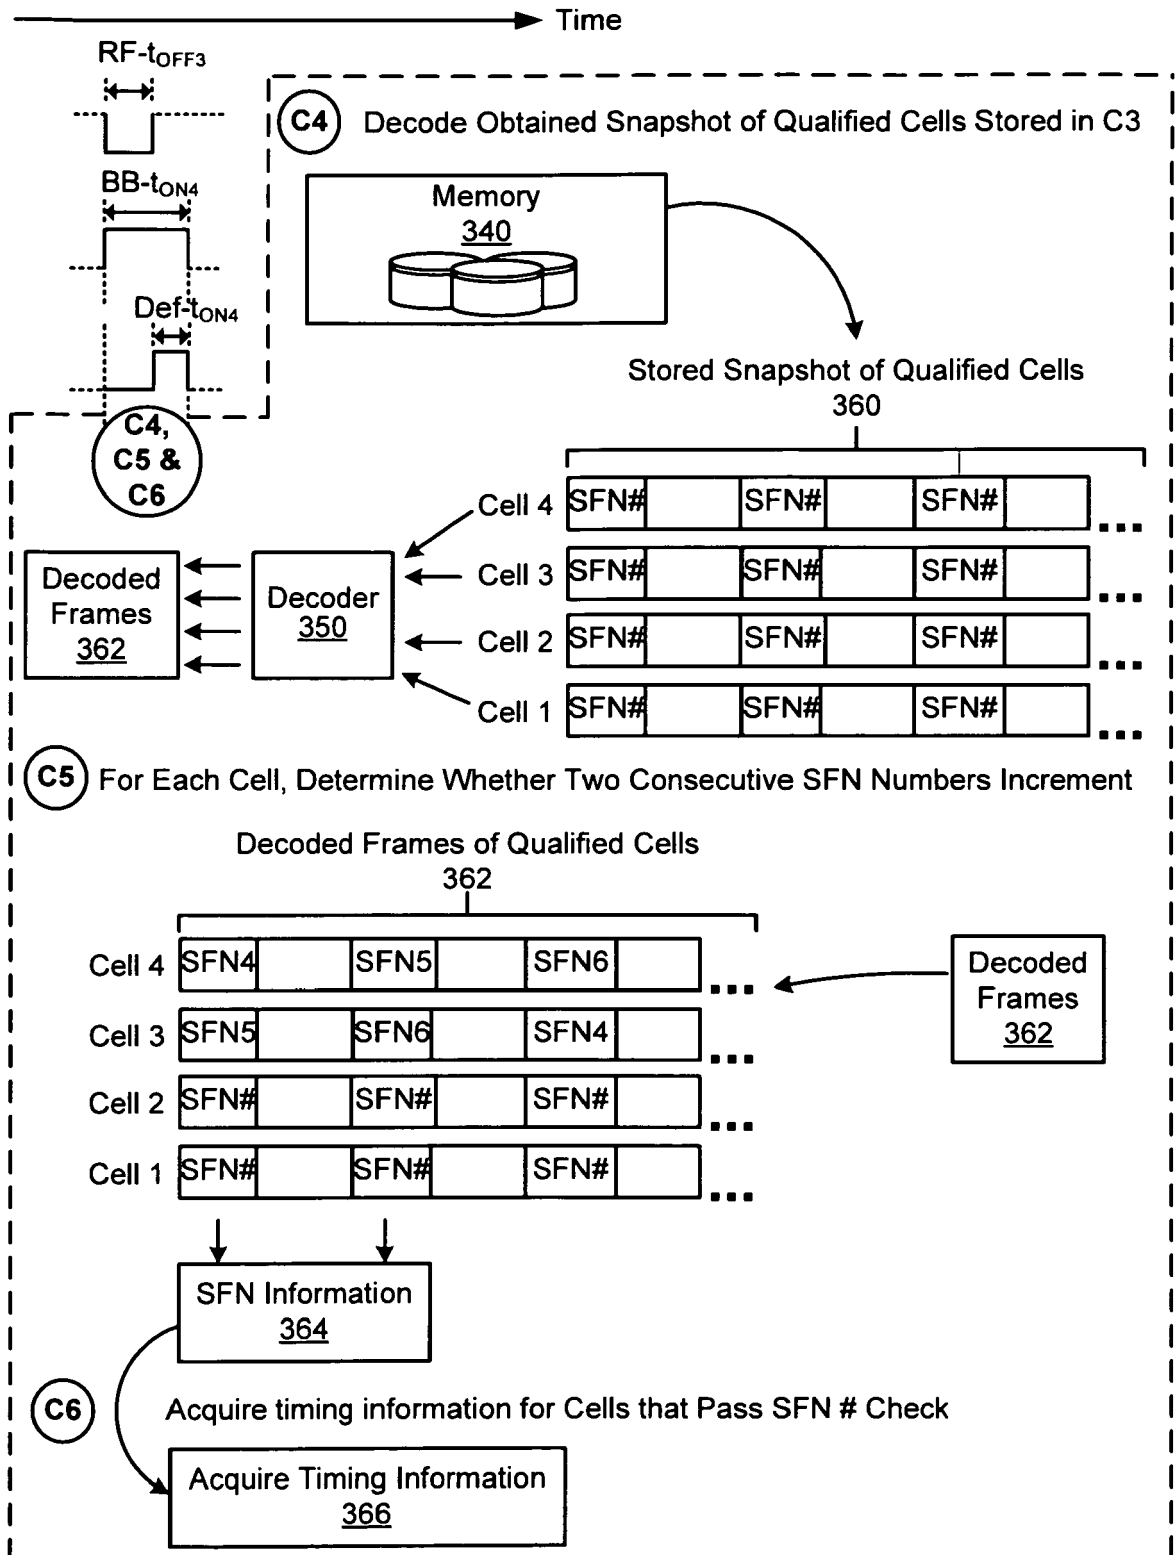 Time
RF-tOFF3
C4 Decode Obtained Snapshot of Qualified Cells Stored in C3
BB-tON4
Memory
340
Def-tON4
Stored Snapshot of Qualified Cells
360
C4,
C5 &
C6
Cell 4 SFN# SFN# SFN# ...
Cell 3 SFN# SFN# SFN# ...
Cell 2 SFN# SFN# SFN# ...
Cell 1 SFN# SFN# SFN# ...
Decoder
350
Decoded
Frames
362
C5 For Each Cell, Determine Whether Two Consecutive SFN Numbers Increment
Decoded Frames of Qualified Cells
362
Cell 4 SFN4 SFN5 SFN6 ...
Cell 3 SFN5 SFN6 SFN4 ...
Cell 2 SFN# SFN# SFN# ...
Cell 1 SFN# SFN# SFN# ...
Decoded
Frames
362
SFN Information
364
C6 Acquire timing information for Cells that Pass SFN # Check
Acquire Timing Information
366